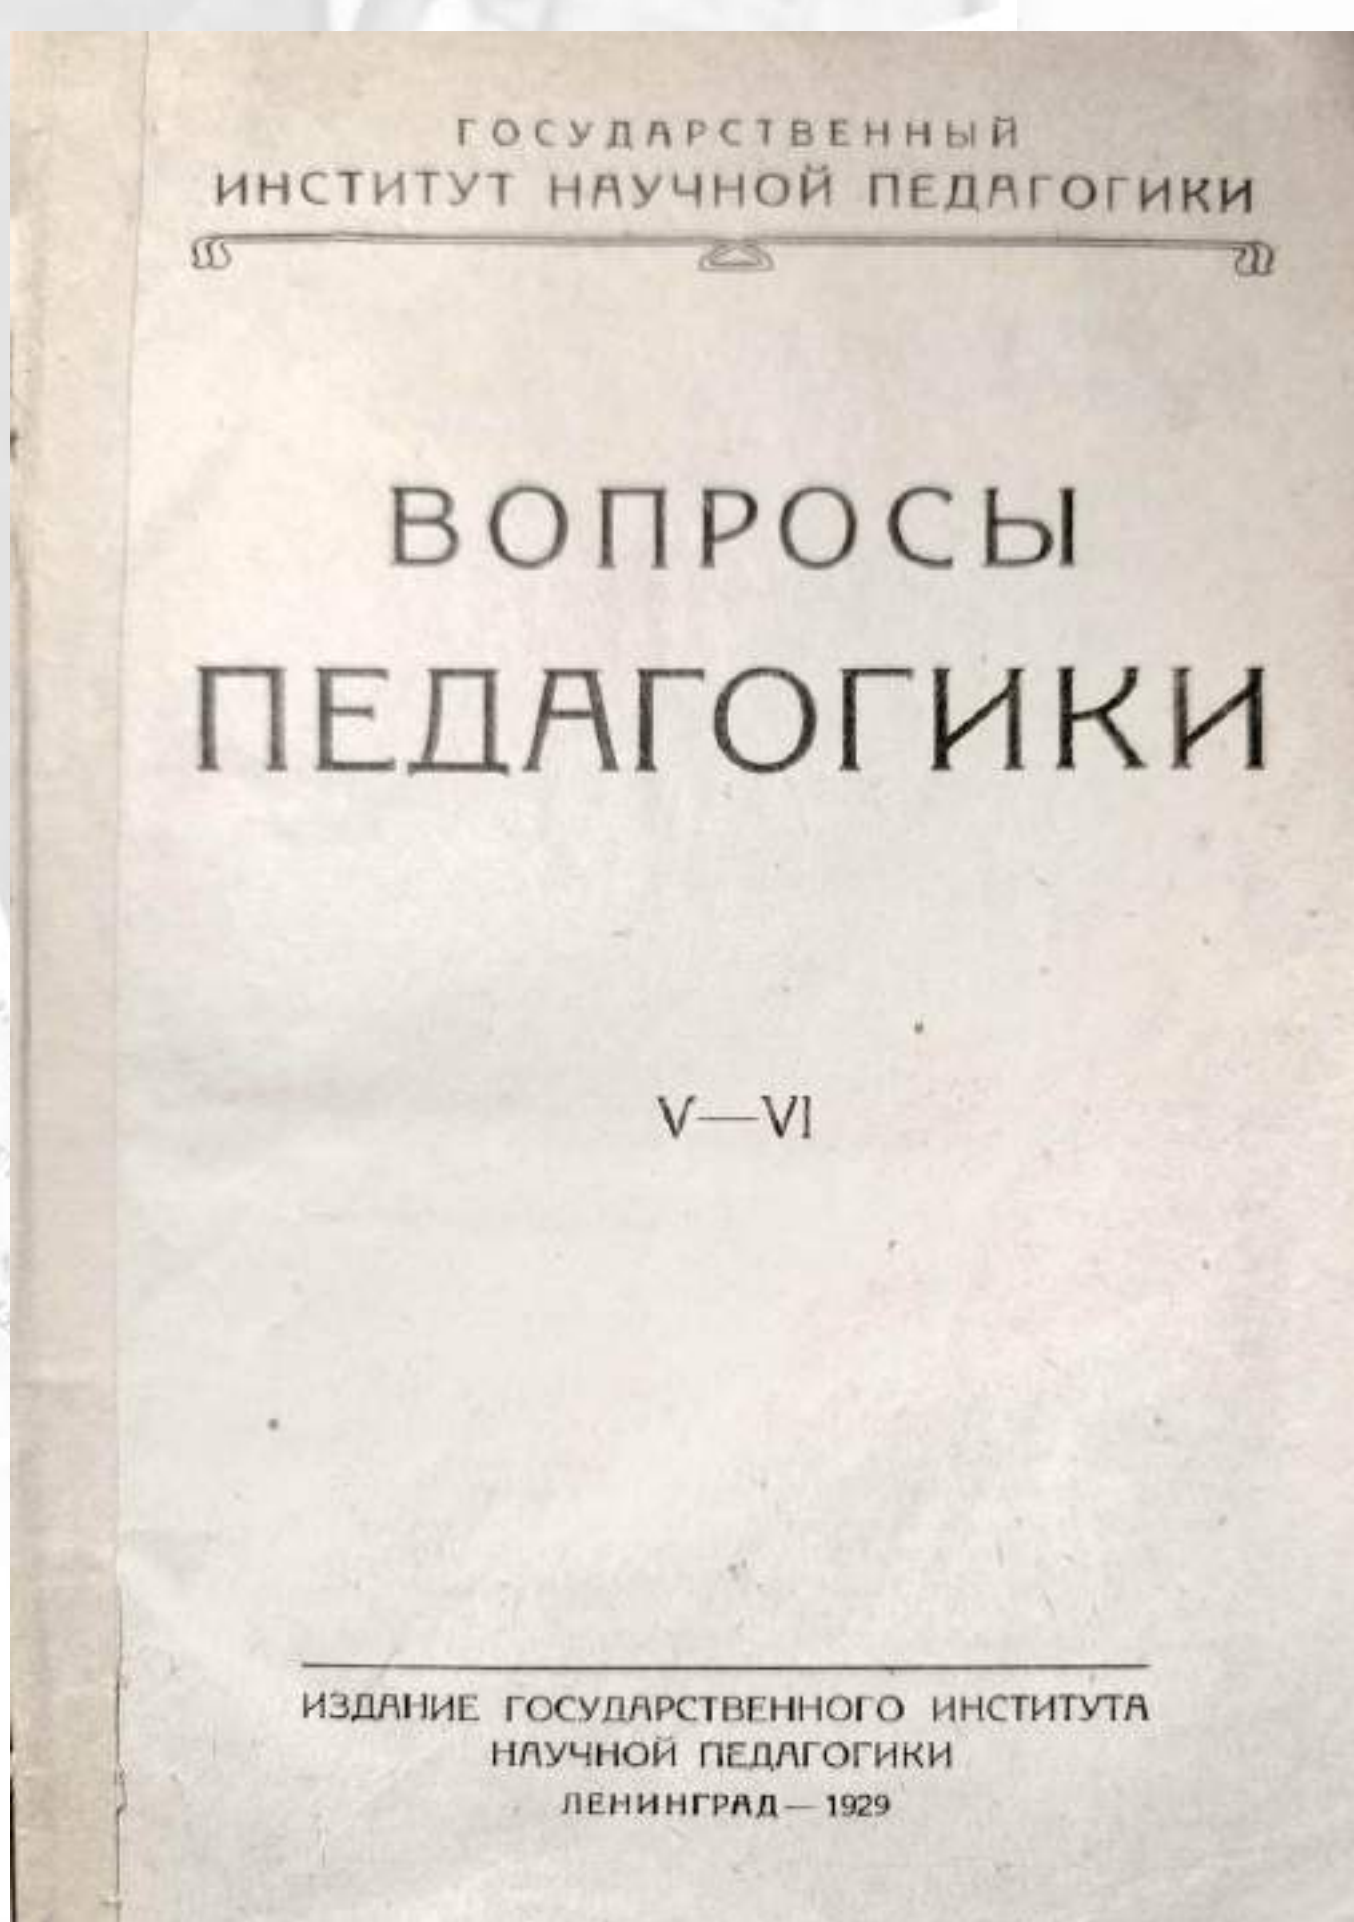 ГОСУДАРСТВЕННЫЙ
ИНСТИТУТ НАУЧНОЙ ПЕДАГОГИКИ
ВОПРОСЫ
ПЕДАГОГИКИ
V—VI
ИЗДАНИЕ ГОСУДАРСТВЕННОГО ИНСТИТУТА
НАУЧНОЙ ПЕДАГОГИКИ
ЛЕНИНГРАД — 1929